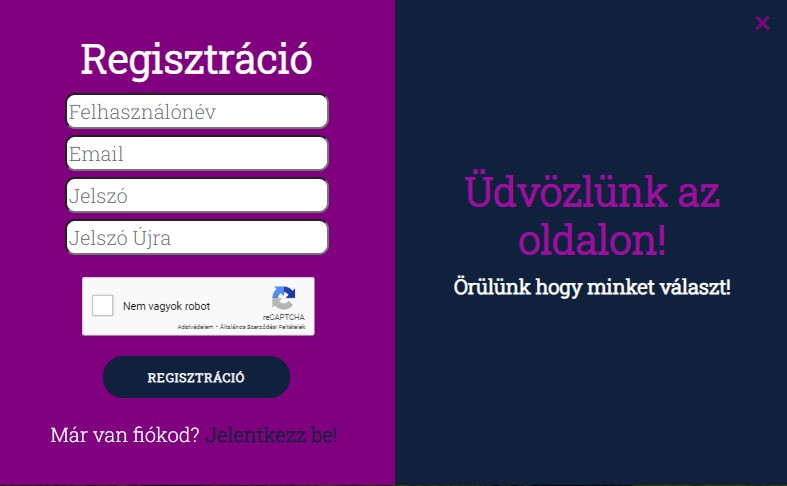 Regisztráció
Felhasználónév
Email
Jelszó
Jelszó Újra
Nem vagyok robot
reCAPTCHA
Adatvédelem - Általános Szerződési Feltételek
REGISZTRÁCIÓ
Már van fiókod? Jelentkezz be!
×
Üdvözlünk az
oldalon!
Örülünk hogy minket választ!